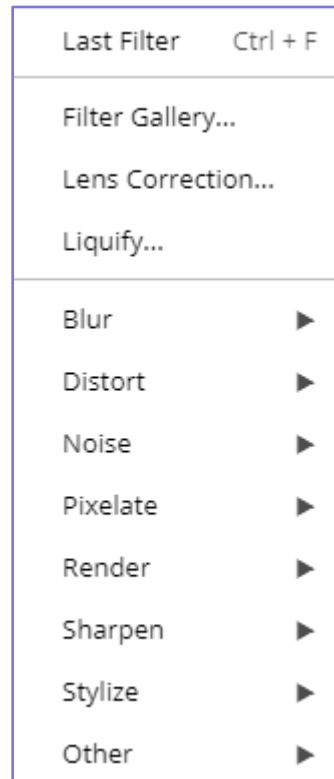 Last Filter Ctrl + F
Filter Gallery...
Lens Correction...
Liquify...
Blur
Distort
Noise
Pixelate
Render
Sharpen
Stylize
Other